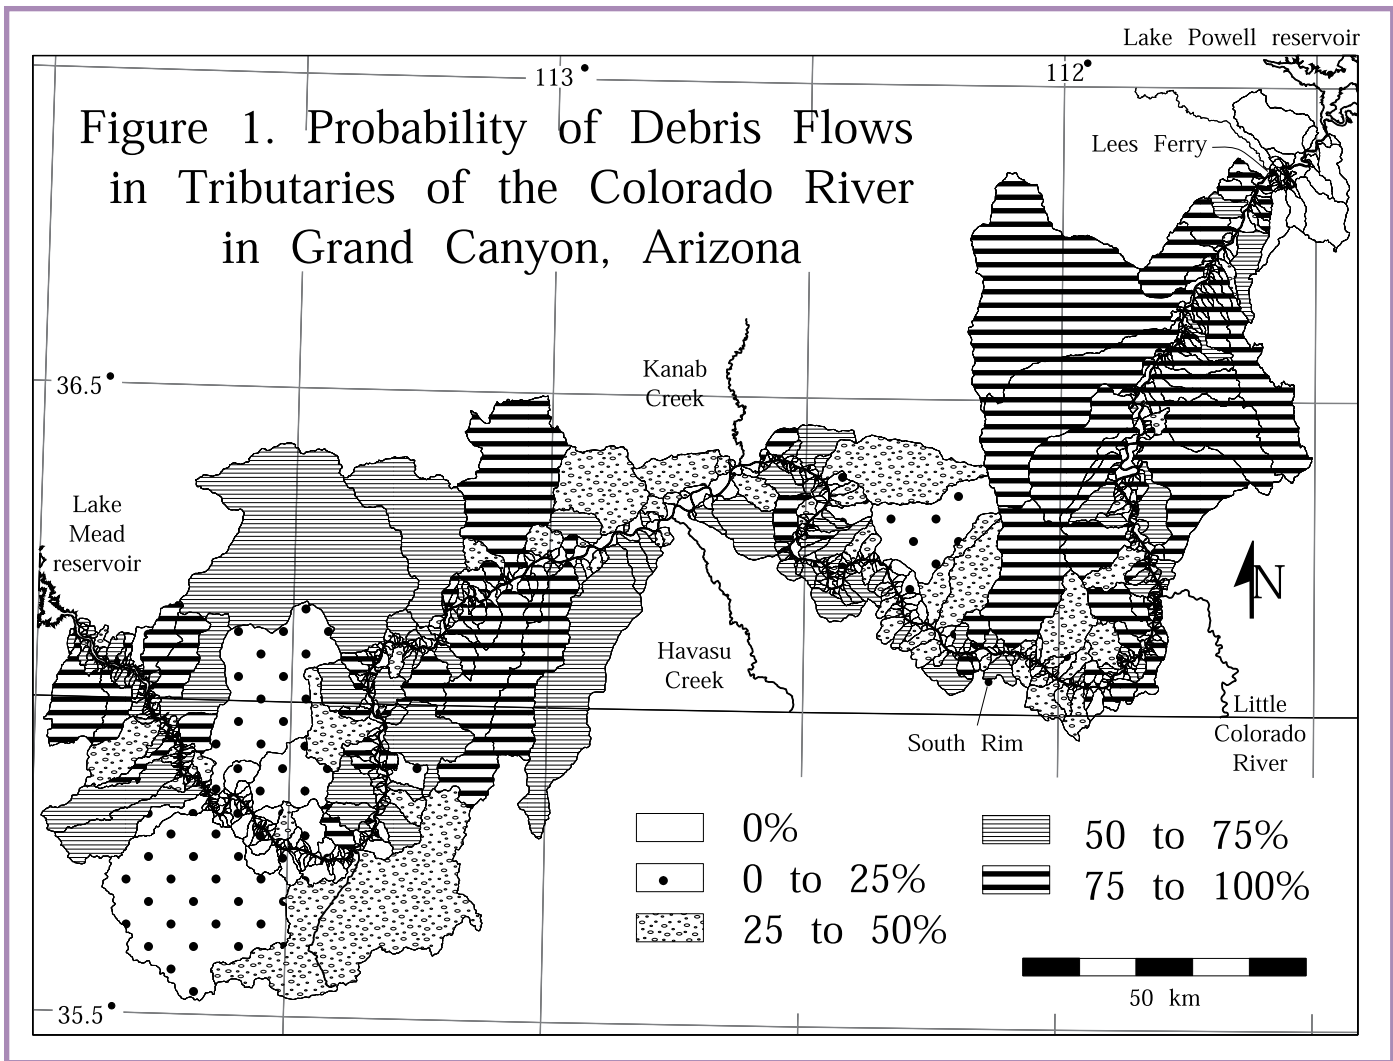 Lake Powell reservoir
113°
112°
Figure 1. Probability of Debris Flows
in Tributaries of the Colorado River
in Grand Canyon, Arizona
Lees Ferry
36.5°
Kanab
Creek
Lake
Mead
reservoir
N
Havasu
Creek
Little
Colorado
River
South Rim
0%
0 to 25%
25 to 50%
50 to 75%
75 to 100%
50 km
35.5°